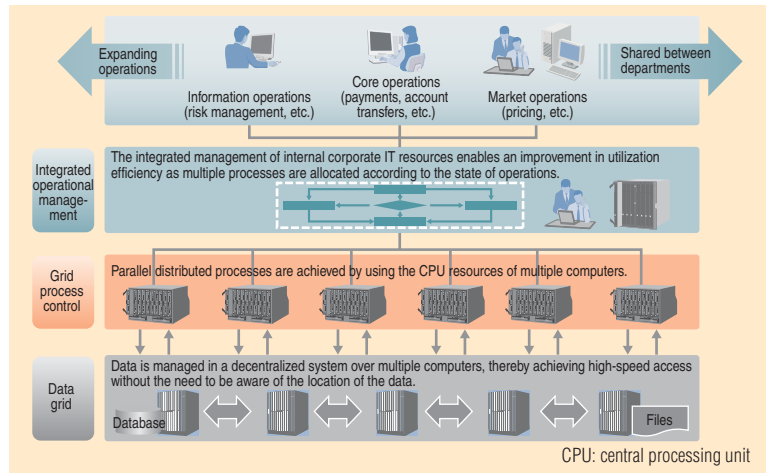 Expanding
operations
Shared between
departments
Information operations
(risk management, etc.)
Core operations
(payments, account
transfers, etc.)
Market operations
(pricing, etc.)
Integrated
operational
manage-
ment
The integrated management of internal corporate IT resources enables an improvement in utilization
efficiency as multiple processes are allocated according to the state of operations.
Grid
process
control
Parallel distributed processes are achieved by using the CPU resources of multiple computers.
Data
grid
Data is managed in a decentralized system over multiple computers, thereby achieving high-speed access
without the need to be aware of the location of the data.
Database
Files
CPU: central processing unit